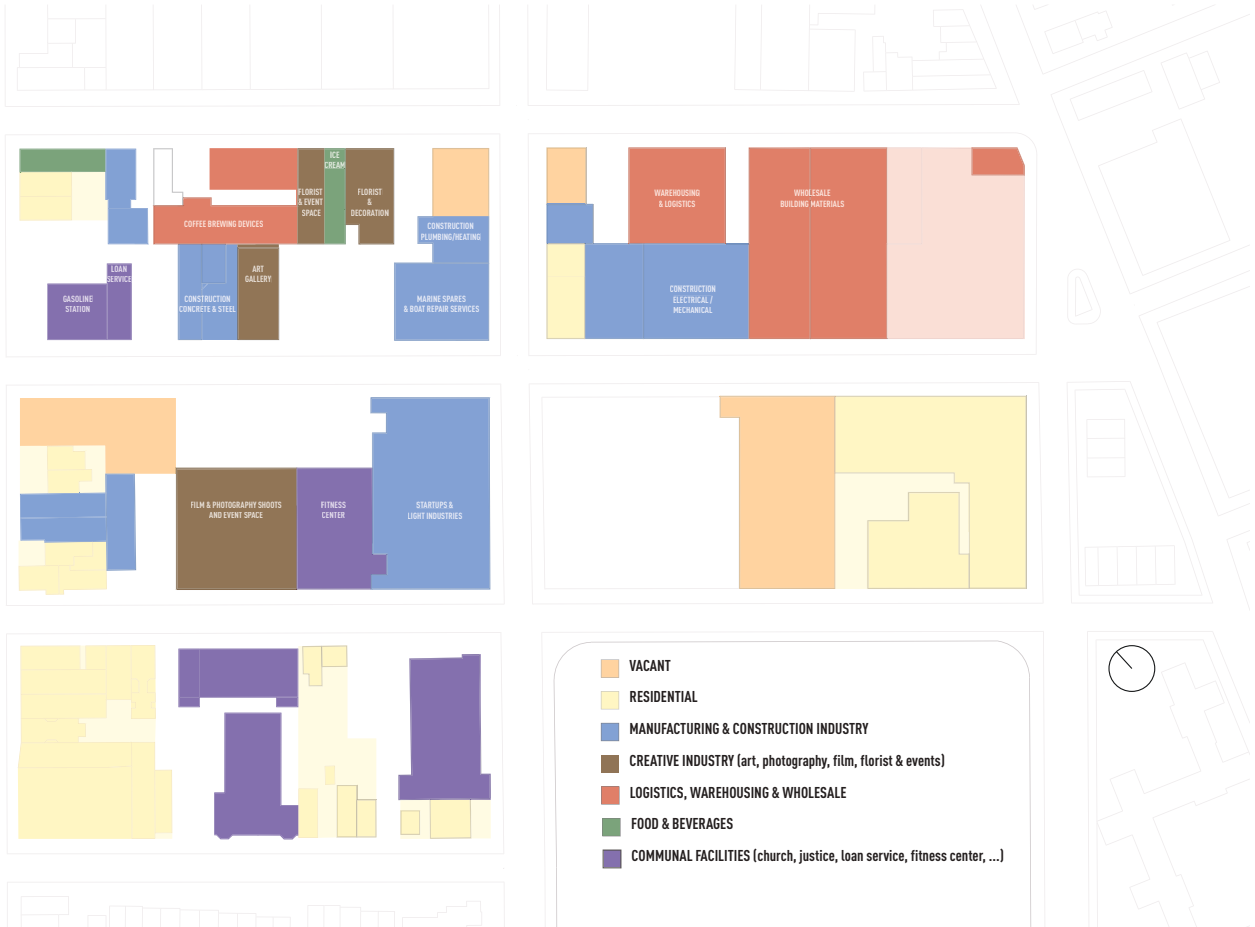 ICE
CREAM
FLORIST
& EVENT
SPACE
FLORIST
&
DECORATION
COFFEE BREWING DEVICES
CONSTRUCTION
PLUMBING/HEATING
LOAN
SERVICE
GASOLINE
STATION
CONSTRUCTION
CONCRETE & STEEL
ART
GALLERY
MARINE SPARES
& BOAT REPAIR SERVICES
WAREHOUSING
& LOGISTICS
WHOLESALE
BUILDING MATERIALS
CONSTRUCTION
ELECTRICAL /
MECHANICAL
FILM & PHOTOGRAPHY SHOOTS
AND EVENT SPACE
FITNESS
CENTER
STARTUPS &
LIGHT INDUSTRIES
VACANT
RESIDENTIAL
MANUFACTURING & CONSTRUCTION INDUSTRY
CREATIVE INDUSTRY (art, photography, film, florist & events)
LOGISTICS, WAREHOUSING & WHOLESALE
FOOD & BEVERAGES
COMMUNAL FACILITIES (church, justice, loan service, fitness center, ...)